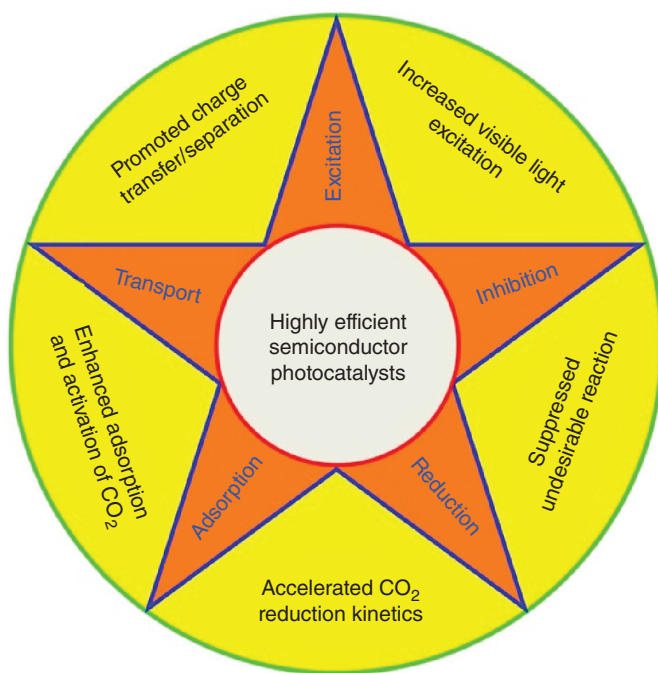 Promoted charge
transfer/separation
Increased visible light
excitation
Excitation
Transport
Inhibition
Highly efficient
semiconductor
photocatalysts
Enhanced adsorption
and activation of CO₂
Suppressed
undesirable reaction
Adsorption
Reduction
Accelerated CO₂
reduction kinetics